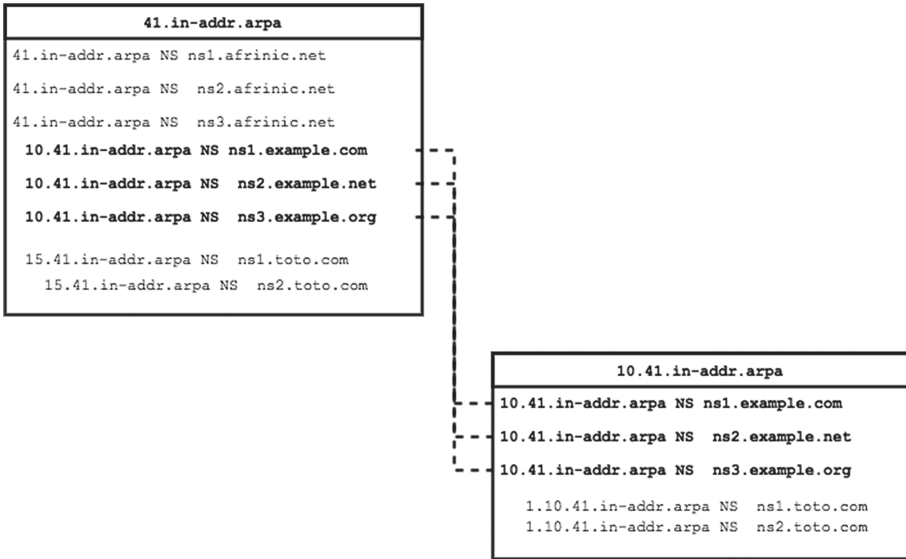 41.in-addr.arpa
41.in-addr.arpa NS ns1.afrinic.net
41.in-addr.arpa NS ns2.afrinic.net
41.in-addr.arpa NS ns3.afrinic.net
10.41.in-addr.arpa NS ns1.example.com
10.41.in-addr.arpa NS ns2.example.net
10.41.in-addr.arpa NS ns3.example.org
15.41.in-addr.arpa NS ns1.toto.com
15.41.in-addr.arpa NS ns2.toto.com
10.41.in-addr.arpa
10.41.in-addr.arpa NS ns1.example.com
10.41.in-addr.arpa NS ns2.example.net
10.41.in-addr.arpa NS ns3.example.org
1.10.41.in-addr.arpa NS ns1.toto.com
1.10.41.in-addr.arpa NS ns2.toto.com